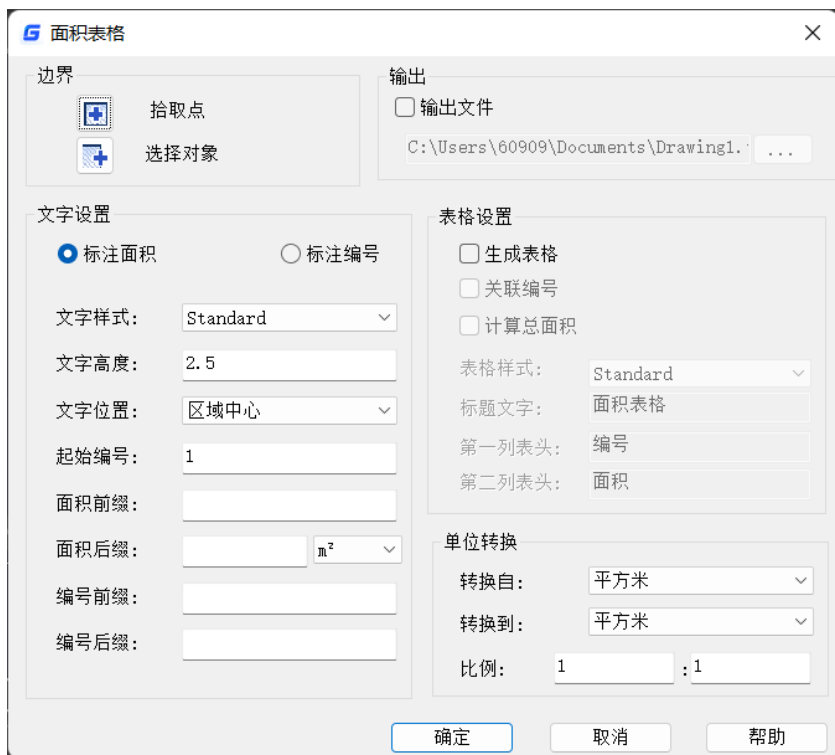 面积表格
边界
拾取点
选择对象
输出
输出文件
C:\Users\60909\Documents\Drawing1.
...
文字设置
标注面积 标注编号
文字样式: Standard
文字高度: 2.5
文字位置: 区域中心
起始编号: 1
面积前缀:
面积后缀: m²
编号前缀:
编号后缀:
表格设置
生成表格
关联编号
计算总面积
表格样式: Standard
标题文字: 面积表格
第一列表头: 编号
第二列表头: 面积
单位转换
转换自: 平方米
转换到: 平方米
比例: 1 :1
确定 取消 帮助